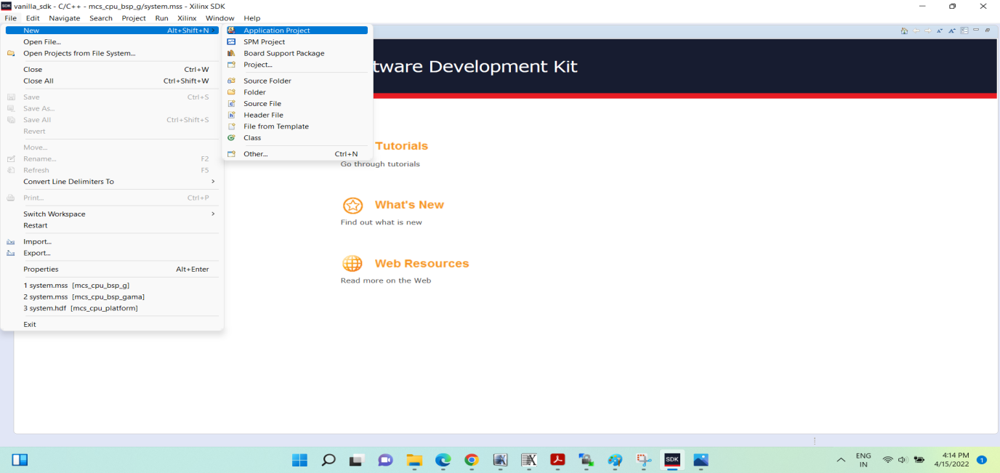 SDK vanilla_sdk - C/C++ - mcs_cpu_bsp_g/system.mss - Xilinx SDK
File Edit Navigate Search Project Run Xilinx Window Help
New Alt+Shift+N
Open File...
Open Projects from File System...
Close Ctrl+W
Close All Ctrl+Shift+W
Save Ctrl+S
Save As...
Save All Ctrl+Shift+S
Revert
Move...
Rename... F2
Refresh F5
Convert Line Delimiters To
Print... Ctrl+P
Switch Workspace
Restart
Import...
Export...
Properties Alt+Enter
1 system.mss [mcs_cpu_bsp_g]
2 system.mss [mcs_cpu_bsp_gama]
3 system.hdf [mcs_cpu_platform]
Exit
Application Project
SPM Project
Board Support Package
Project...
Source Folder
Folder
Source File
Header File
File from Template
Class
Other... Ctrl+N
tware Development Kit
Tutorials
Go through tutorials
What's New
Find out what is new
Web Resources
Read more on the Web
SDK
ENG
IN
4:14 PM
4/15/2022
1